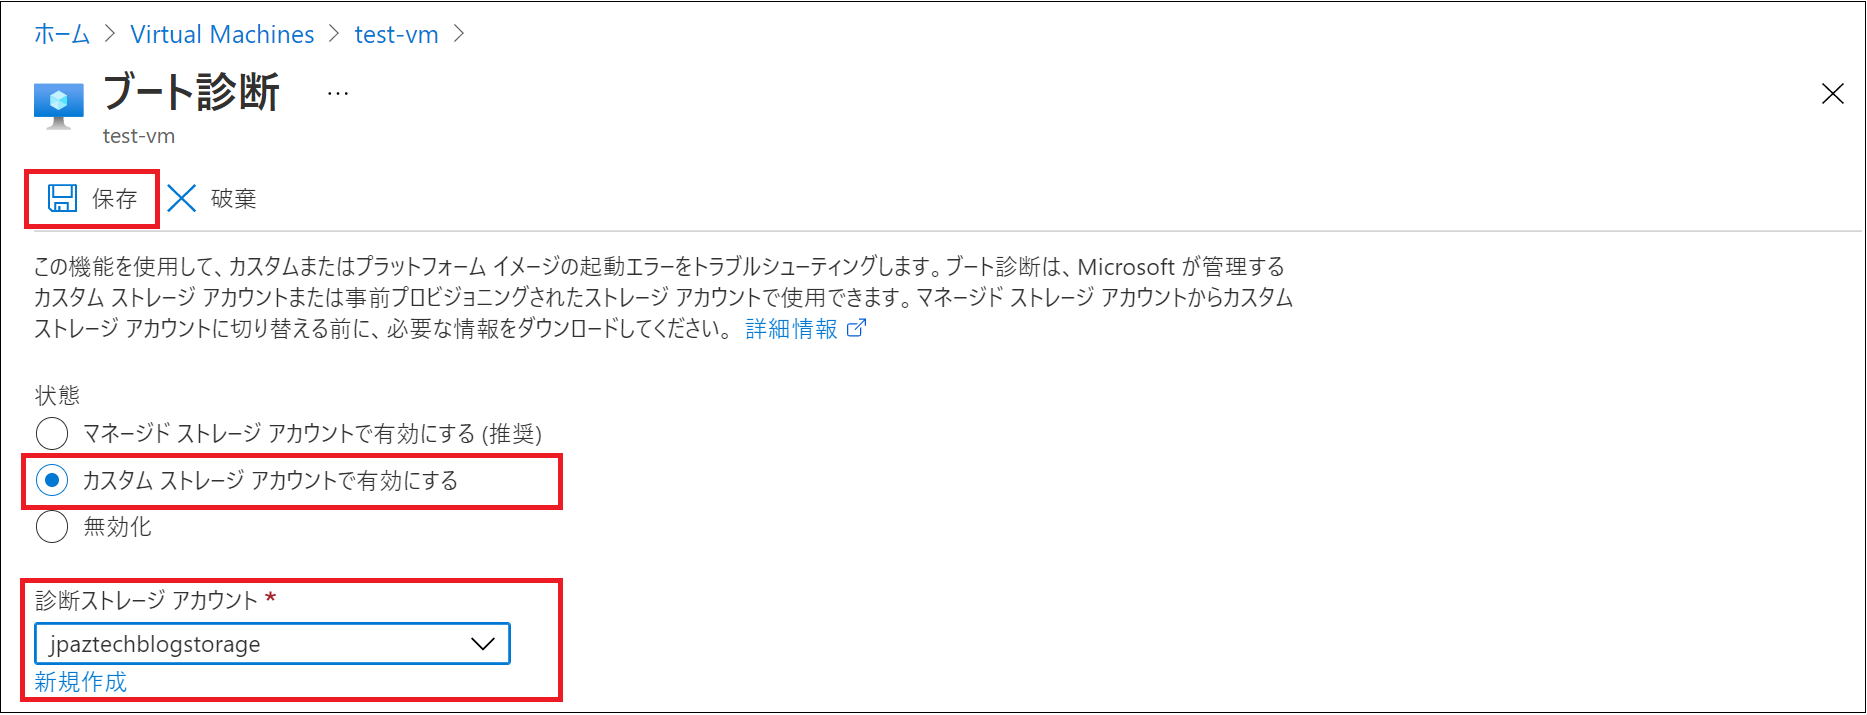 ホーム > Virtual Machines > test-vm >
ブート診断 …
test-vm
保存 破棄
この機能を使用して、カスタムまたはプラットフォーム イメージの起動エラーをトラブルシューティングします。ブート診断は、Microsoft が管理する
カスタム ストレージ アカウントまたは事前プロビジョニングされたストレージ アカウントで使用できます。マネージド ストレージ アカウントからカスタム
ストレージ アカウントに切り替える前に、必要な情報をダウンロードしてください。 詳細情報
状態
マネージド ストレージ アカウントで有効にする (推奨)
カスタム ストレージ アカウントで有効にする
無効化
診断ストレージ アカウント *
jpaztechblogstorage
新規作成